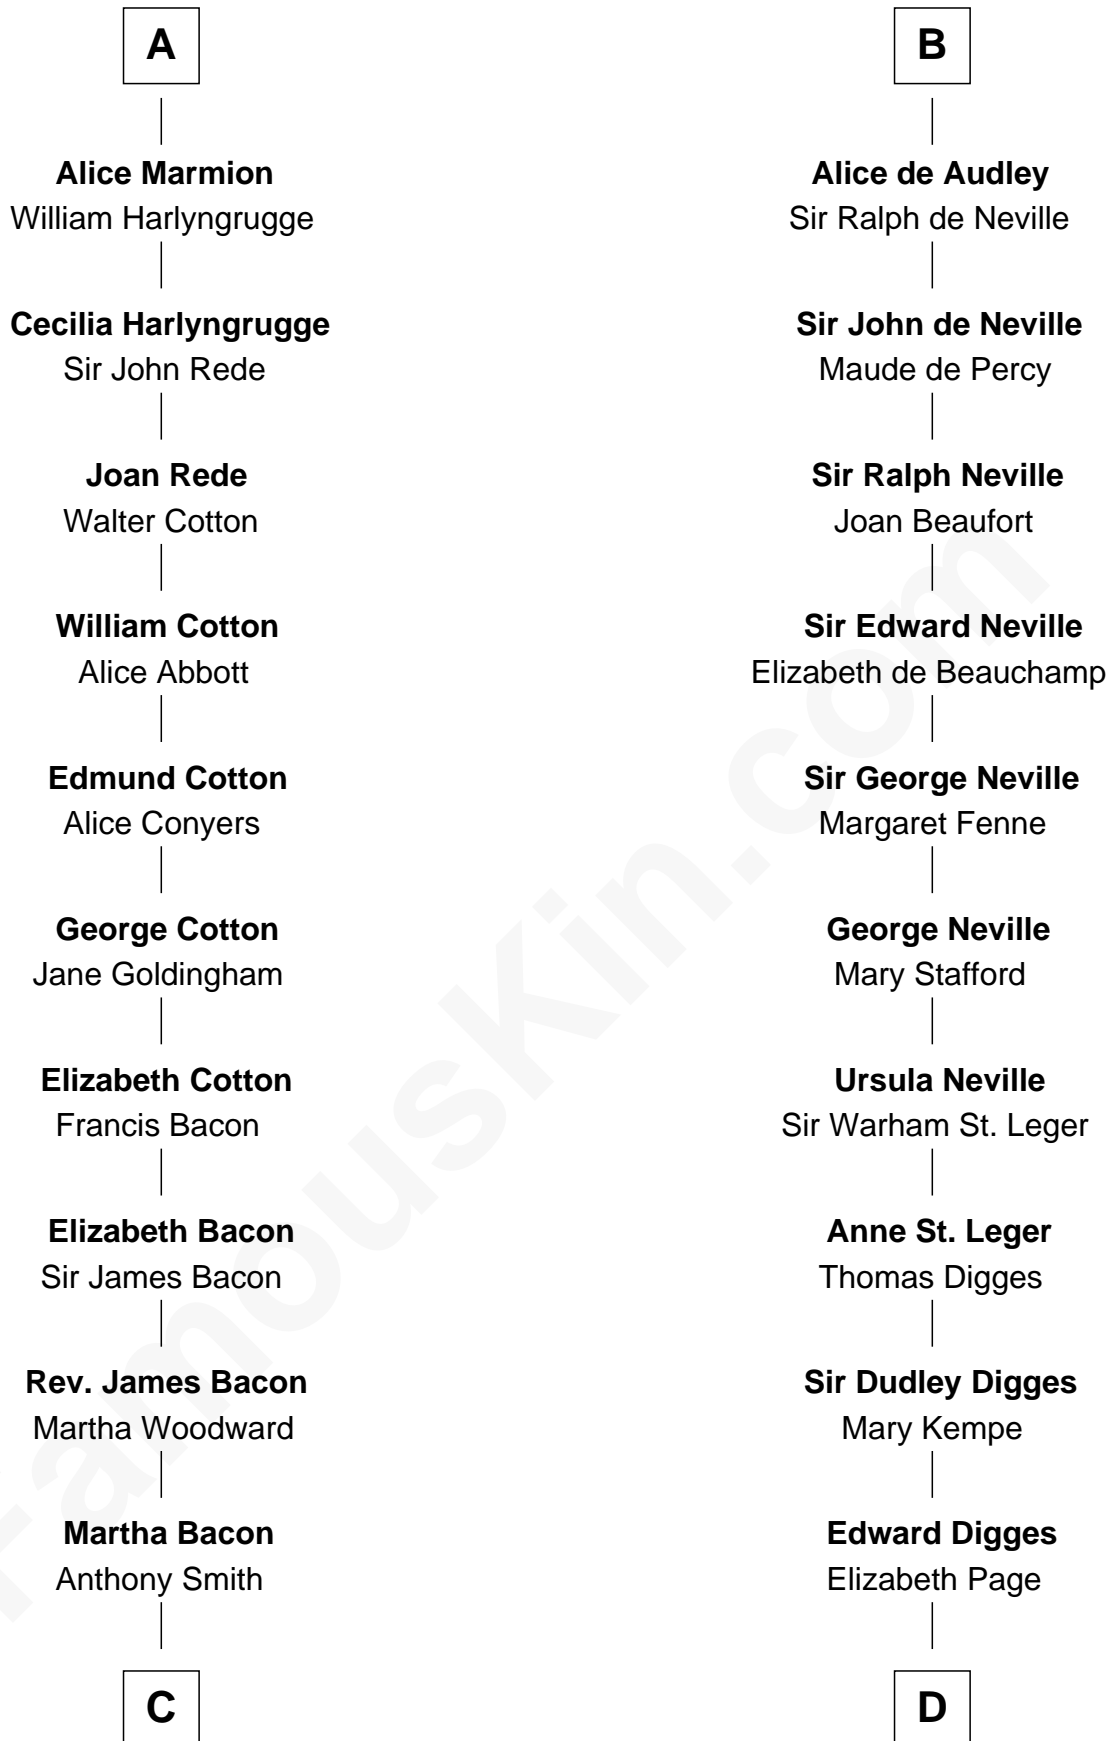 A
Alice Marmion
William Harlyngrugge
Cecilia Harlyngrugge
Sir John Rede
Joan Rede
Walter Cotton
William Cotton
Alice Abbott
Edmund Cotton
Alice Conyers
George Cotton
Jane Goldingham
Elizabeth Cotton
Francis Bacon
Elizabeth Bacon
Sir James Bacon
Rev. James Bacon
Martha Woodward
Martha Bacon
Anthony Smith
C
B
Alice de Audley
Sir Ralph de Neville
Sir John de Neville
Maude de Percy
Sir Ralph Neville
Joan Beaufort
Sir Edward Neville
Elizabeth de Beauchamp
Sir George Neville
Margaret Fenne
George Neville
Mary Stafford
Ursula Neville
Sir Warham St. Leger
Anne St. Leger
Thomas Digges
Sir Dudley Digges
Mary Kempe
Edward Digges
Elizabeth Page
D
FamousKin.com